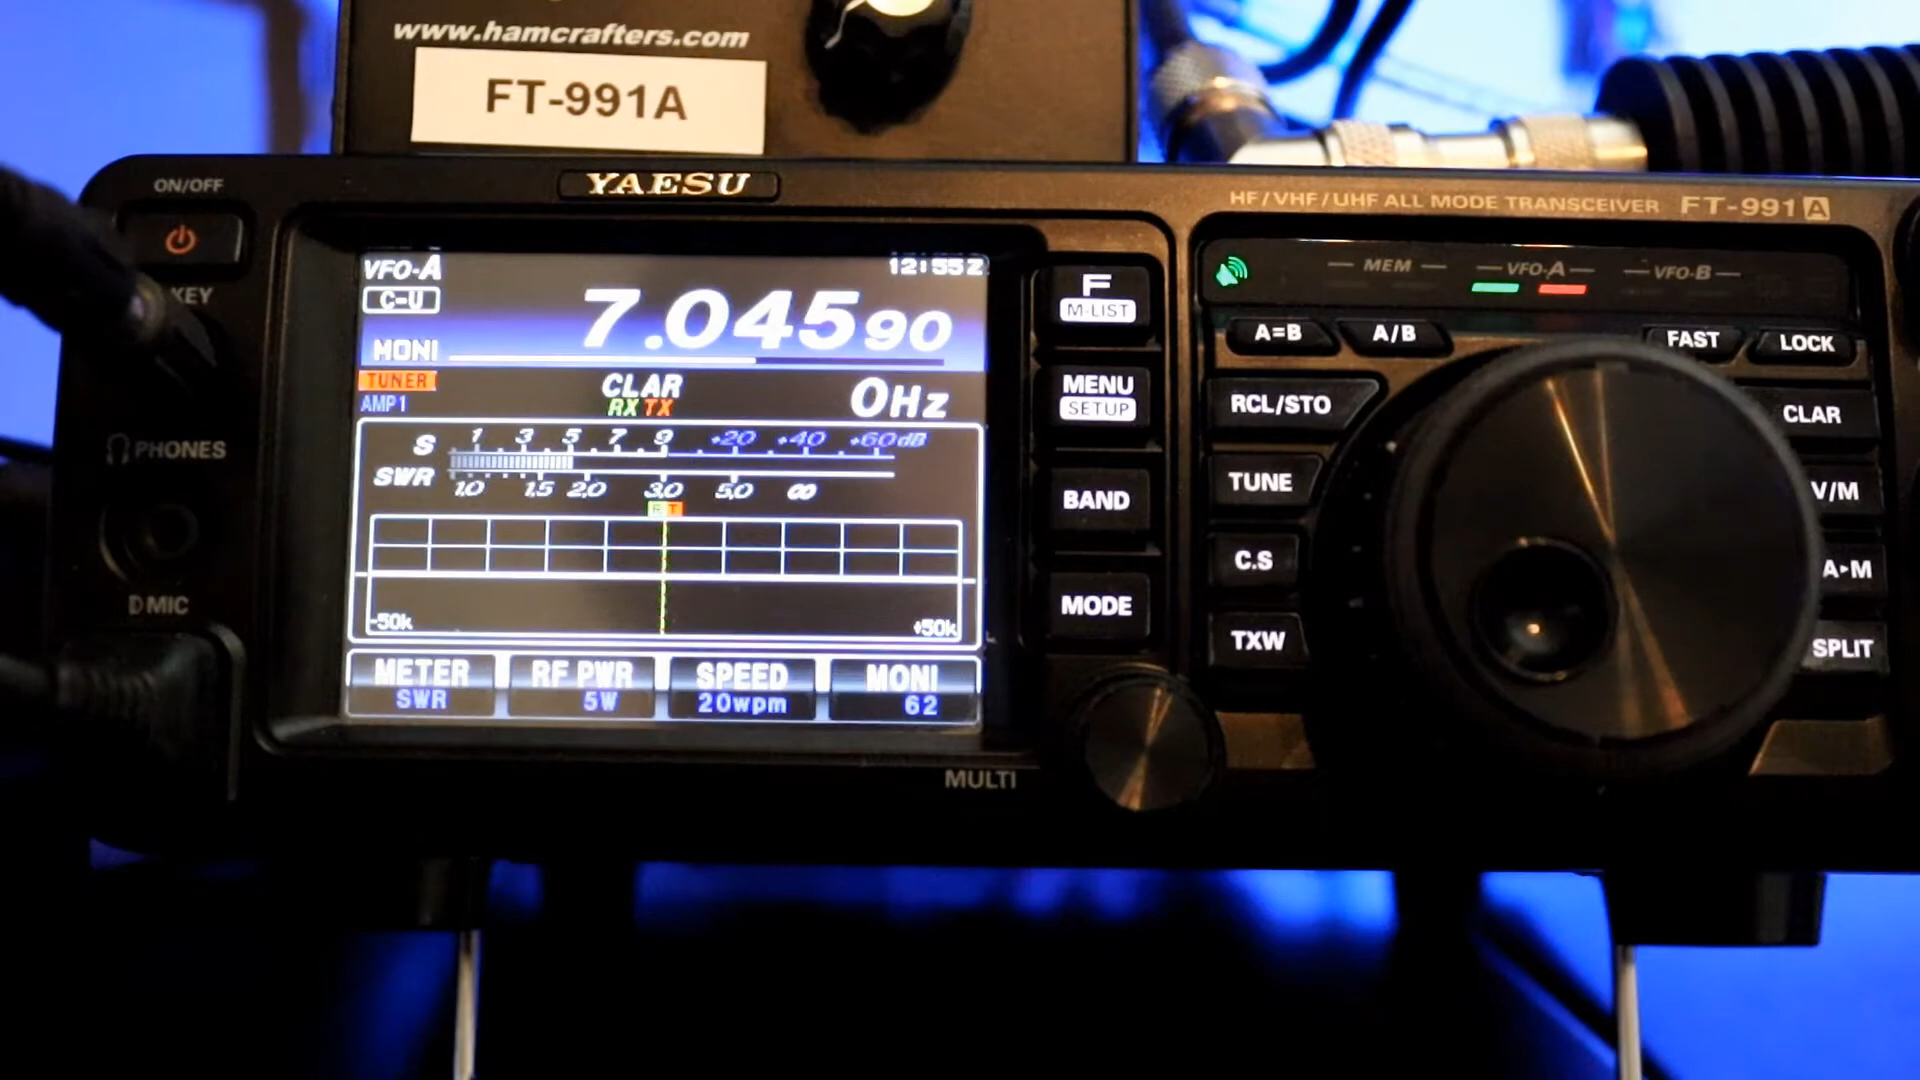 www.hamcrafters.com
FT-991A
YAESU
HF/VHF/UHF ALL MODE TRANSCEIVER FT-991A
ON/OFF
KEY
PHONES
MIC
VFO-A 12:55Z
C-U
7.045 90
MONI
TUNER
AMP1
CLAR
RX TX
0Hz
S 1 3 5 7 9 +20 +40 +60dB
SWR 1.0 1.5 2.0 3.0 5.0 ∞
R T
-50k +50k
METER RF PWR SPEED MONI
SWR 5W 20wpm 62
MULTI
F
M-LIST
MENU
SETUP
BAND
MODE
MEM VFO-A VFO-B
A=B A/B FAST LOCK
RCL/STO CLAR
TUNE V/M
C.S A▸M
TXW SPLIT